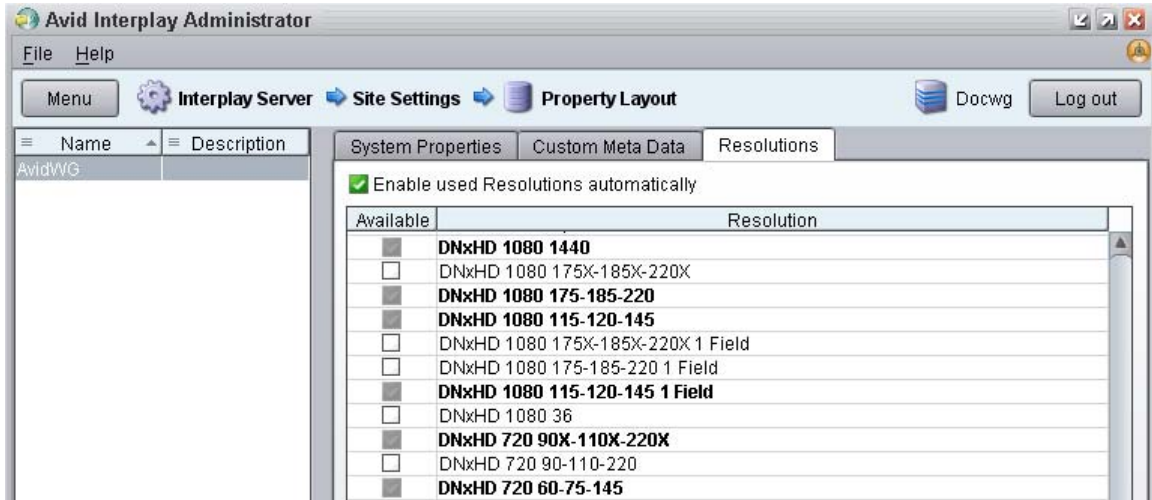 Avid Interplay Administrator
File Help
Menu Interplay Server Site Settings Property Layout Docwg Log out
Name Description
AvidWG
System Properties Custom Meta Data Resolutions
Enable used Resolutions automatically
Available Resolution
DNxHD 1080 1440
DNxHD 1080 175X-185X-220X
DNxHD 1080 175-185-220
DNxHD 1080 115-120-145
DNxHD 1080 175X-185X-220X 1 Field
DNxHD 1080 175-185-220 1 Field
DNxHD 1080 115-120-145 1 Field
DNxHD 1080 36
DNxHD 720 90X-110X-220X
DNxHD 720 90-110-220
DNxHD 720 60-75-145